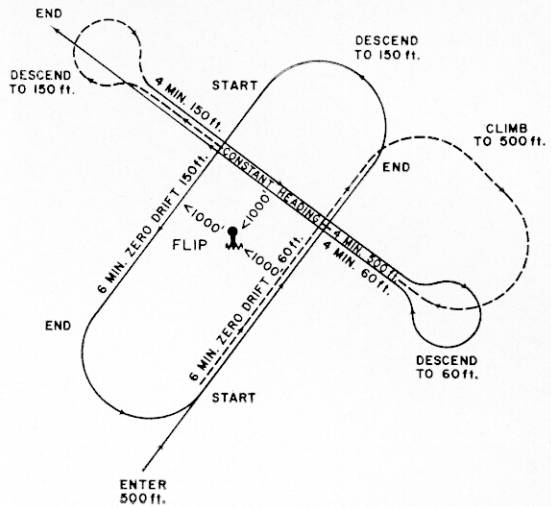 END
DESCEND
TO 150 ft.
DESCEND
TO 150 ft.
START
4 MIN. 150 ft.
CLIMB
TO 500 ft.
END
CONSTANT HEADING
4 MIN. 500 ft.
4 MIN. 60 ft.
<1000
<1000'
<1000'
FLIP
6 MIN. ZERO DRIFT 150 ft.
6 MIN. ZERO DRIFT 60 ft.
END
DESCEND
TO 60 ft.
START
ENTER
500 ft.